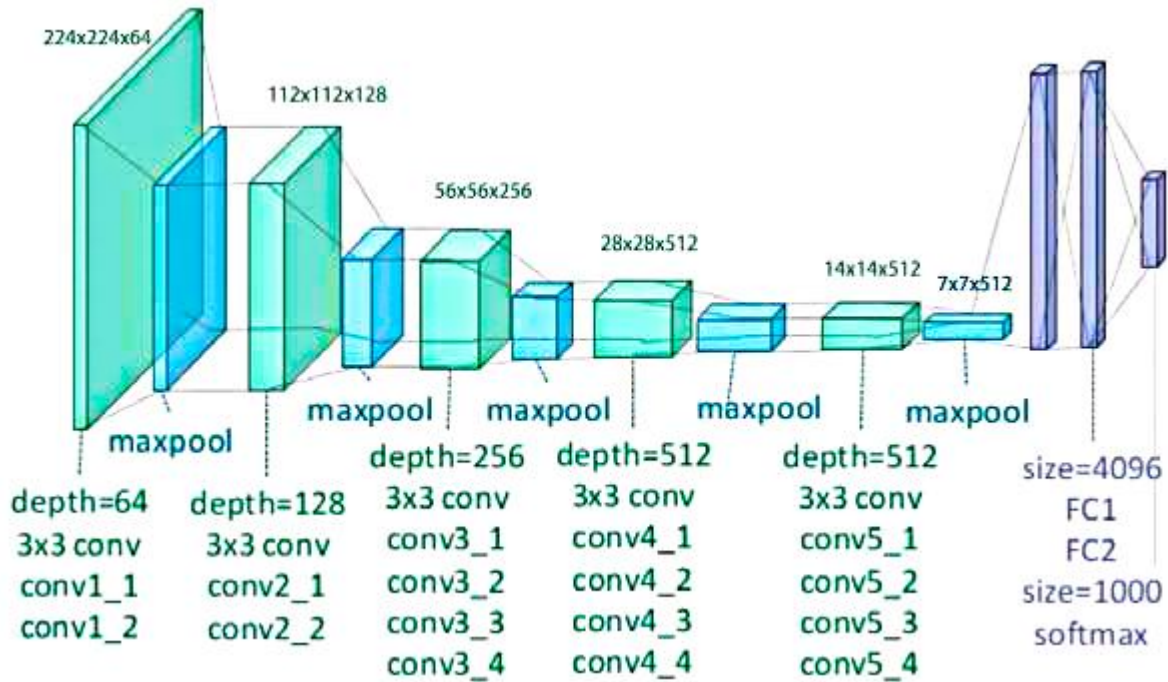 224x224x64
112x112x128
56x56x256
28x28x512
14x14x512
7x7x512
maxpool
maxpool
maxpool
maxpool
maxpool
depth=64
3x3 conv
conv1_1
conv1_2
depth=128
3x3 conv
conv2_1
conv2_2
depth=256
3x3 conv
conv3_1
conv3_2
conv3_3
conv3_4
depth=512
3x3 conv
conv4_1
conv4_2
conv4_3
conv4_4
depth=512
3x3 conv
conv5_1
conv5_2
conv5_3
conv5_4
size=4096
FC1
FC2
size=1000
softmax